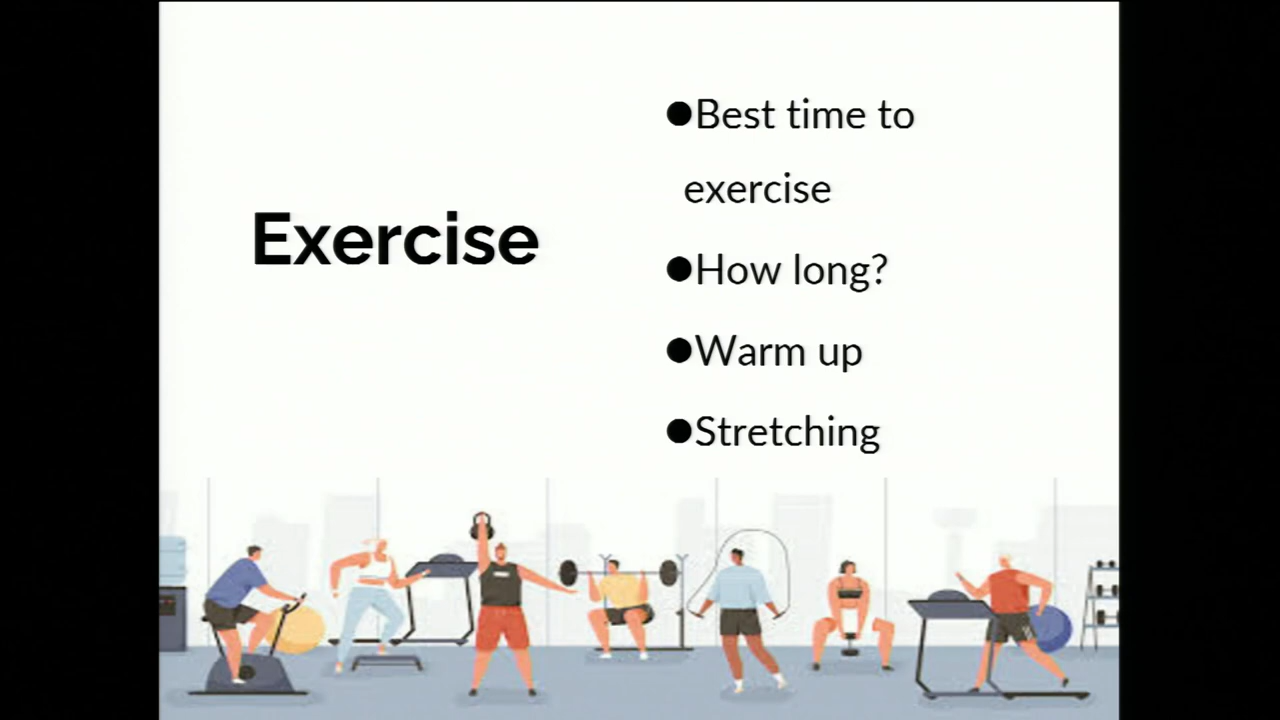 Exercise
●Best time to
exercise
●How long?
●Warm up
●Stretching